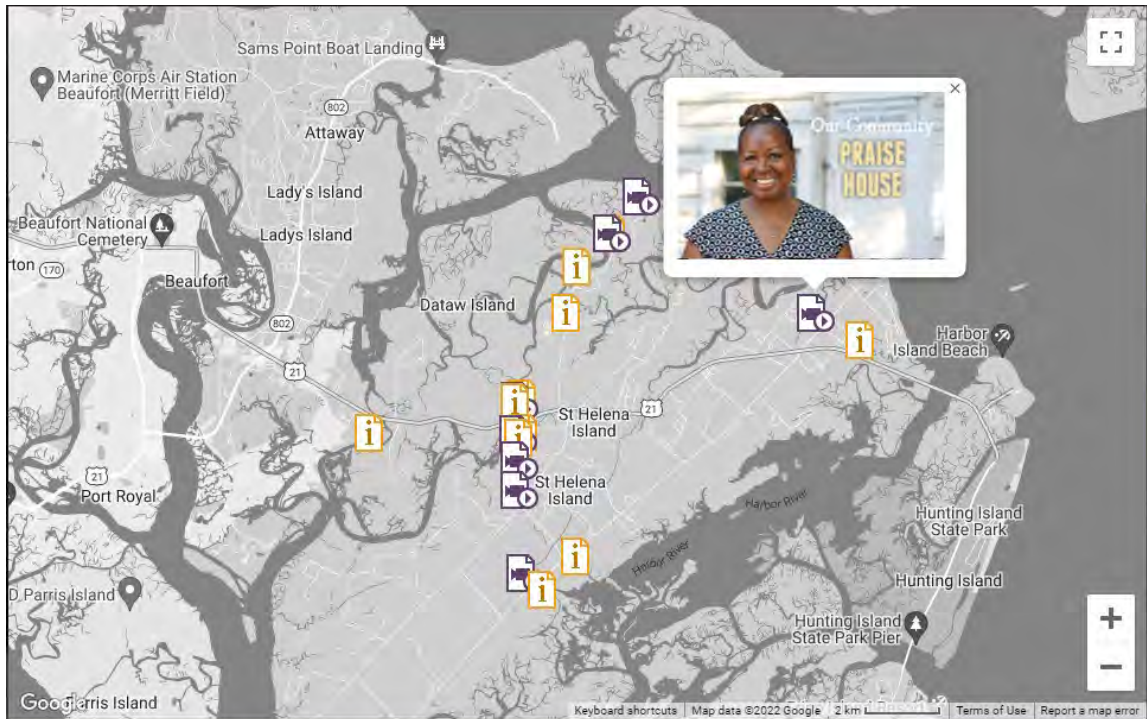 Sams Point Boat Landing
Marine Corps Air Station
Beaufort (Merritt Field)
802
Attaway
Our Community
PRAISE
HOUSE
Lady's Island
Beaufort National
Cemetery
Ladys Island
170
Beaufort
Dataw Island
802
Harbor
Island Beach
21
21
St Helena
Island
21
Port Royal
St Helena
Island
Harbor River
Hunting Island
State Park
Harbor River
D Parris Island
Hunting Island
Hunting Island
State Park Pier
Google
Parris Island
Keyboard shortcuts
Map data ©2022 Google
2 km
Terms of Use
Report a map error